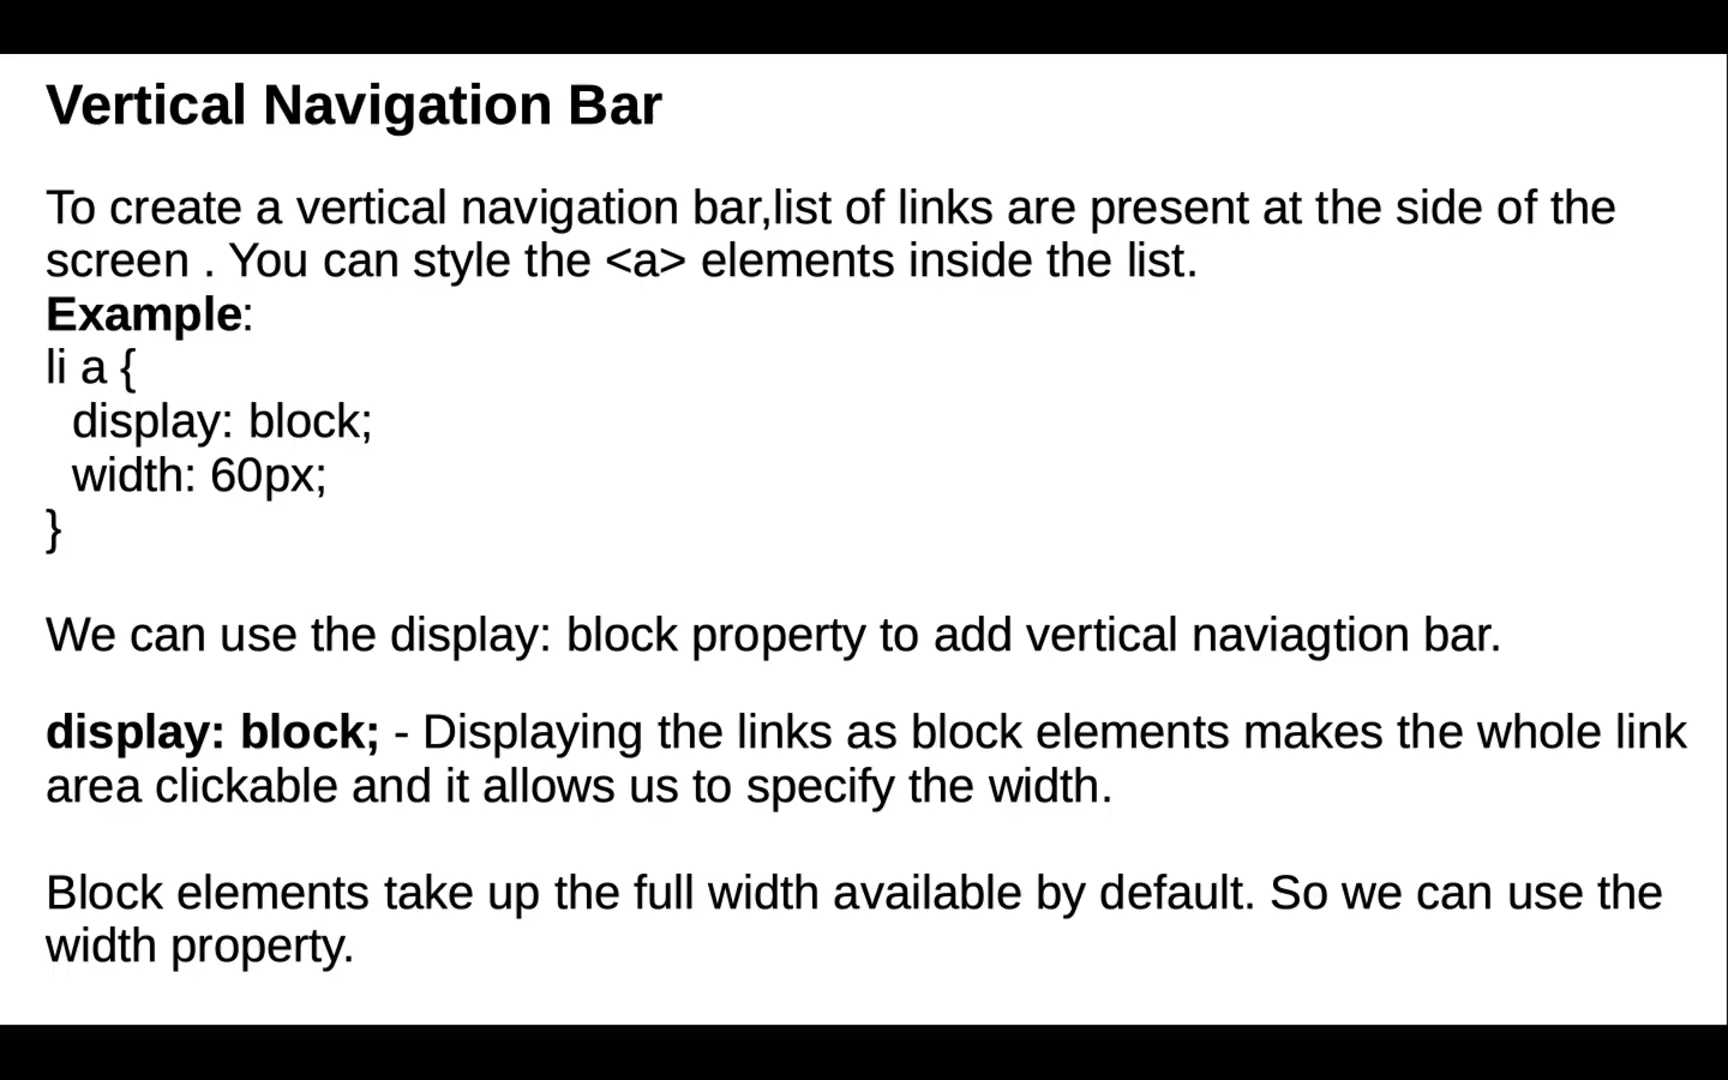 Vertical Navigation Bar
To create a vertical navigation bar,list of links are present at the side of the
screen . You can style the <a> elements inside the list.
Example:
li a {
display: block;
width: 60px;
}
We can use the display: block property to add vertical naviagtion bar.
display: block; - Displaying the links as block elements makes the whole link
area clickable and it allows us to specify the width.
Block elements take up the full width available by default. So we can use the
width property.